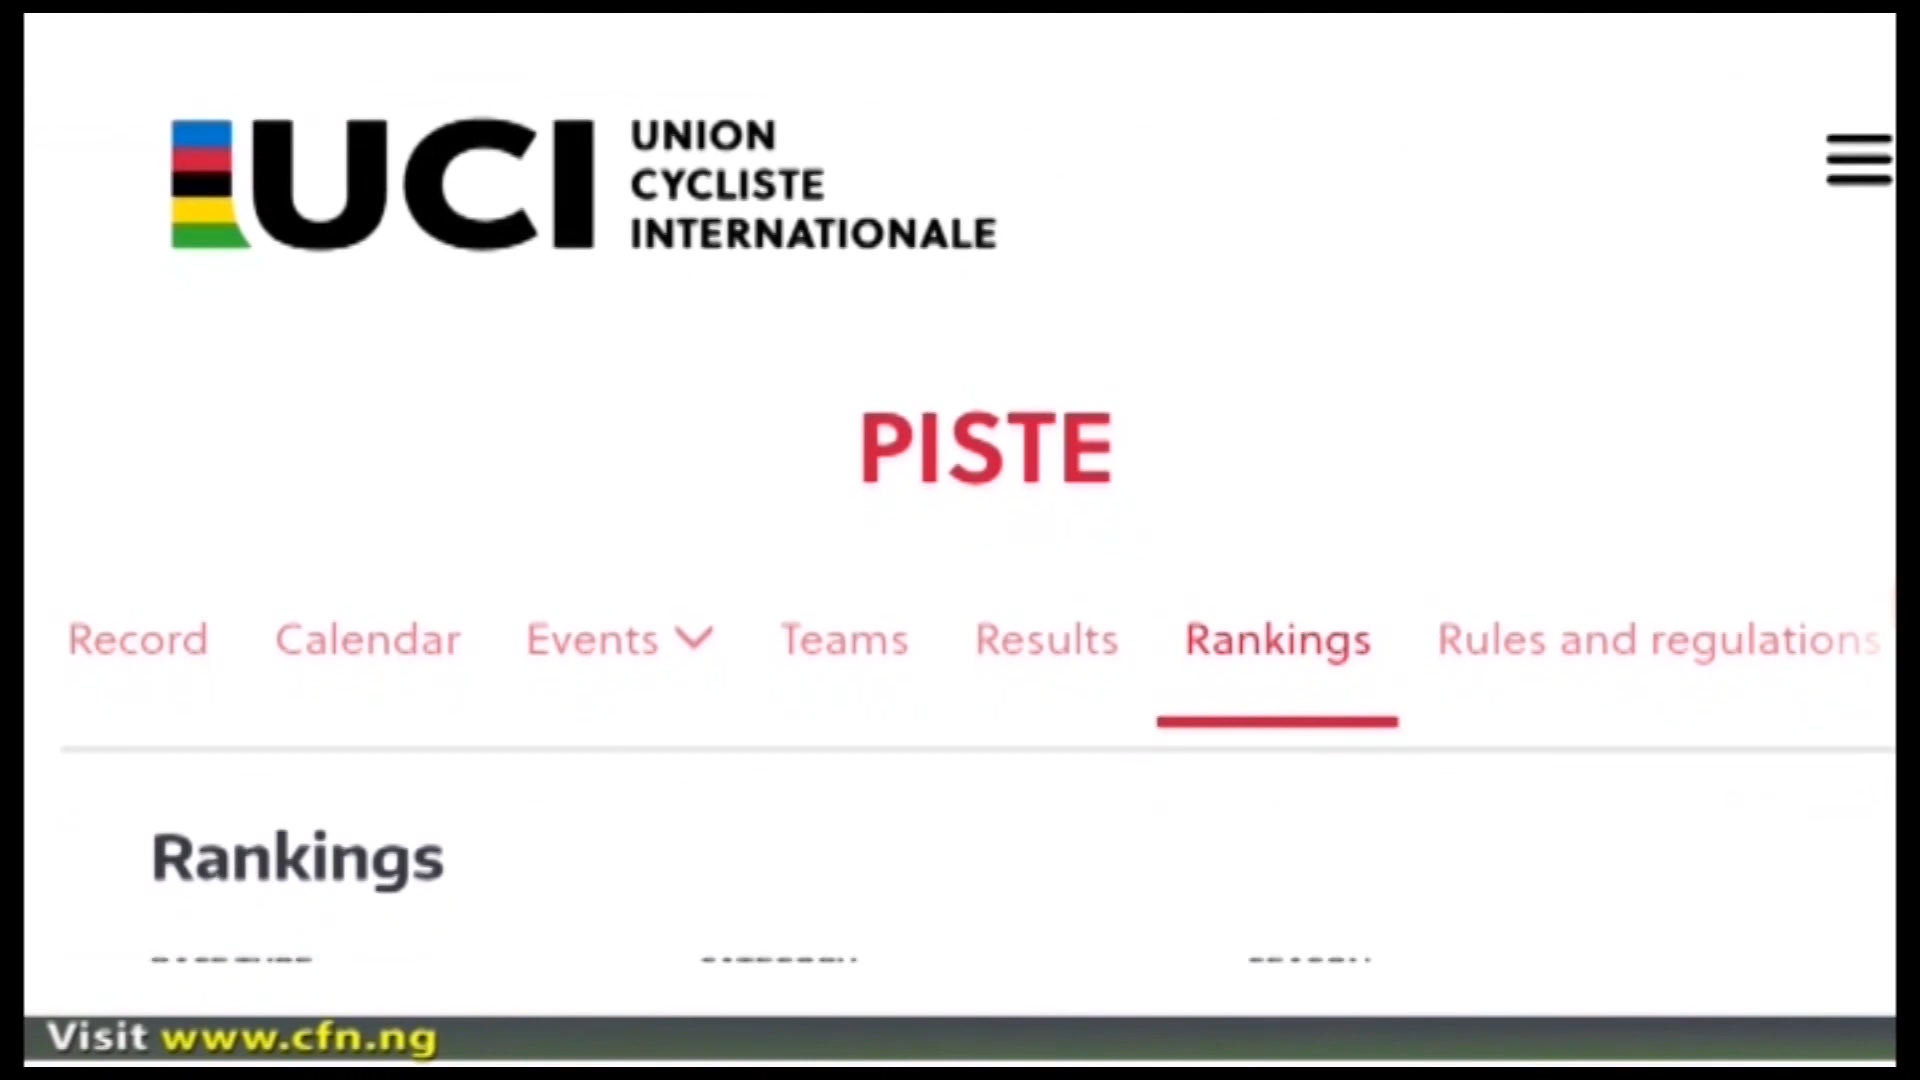 UCI
UNION
CYCLISTE
INTERNATIONALE
PISTE
Record Calendar Events Teams Results Rankings Rules and regulations
Rankings
Visit www.cfn.ng